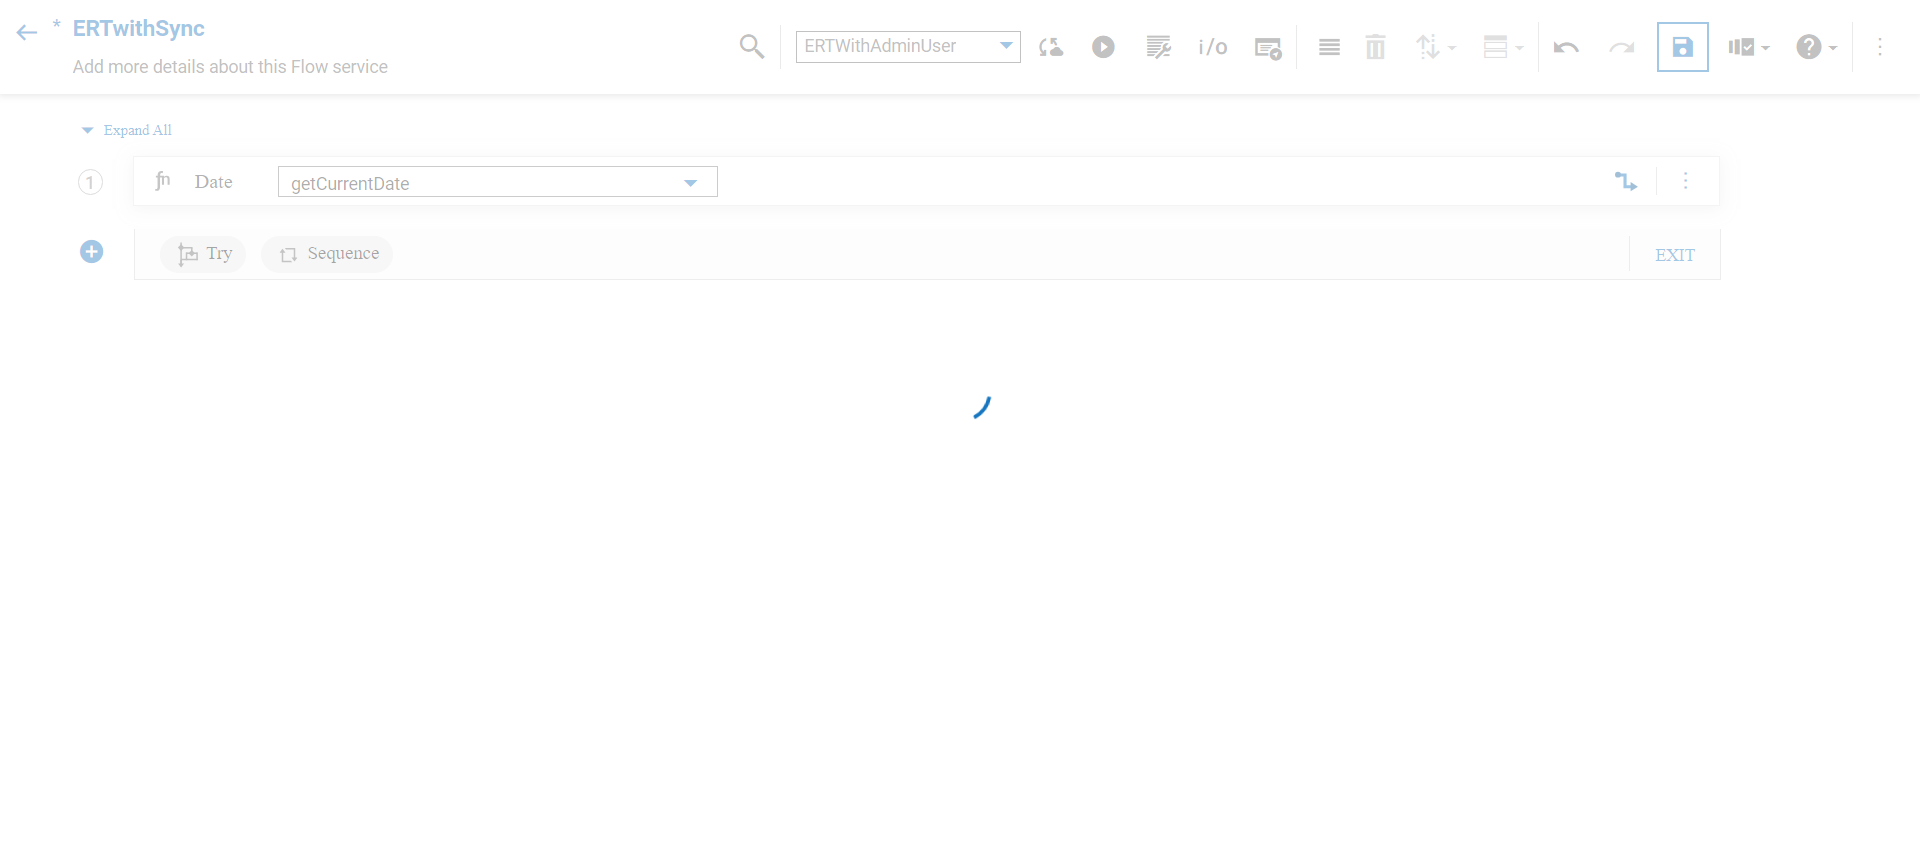 * ERTwithSync
Add more details about this Flow service
ERTWithAdminUser
i/o
Expand All
1 fn Date getCurrentDate
Try Sequence EXIT